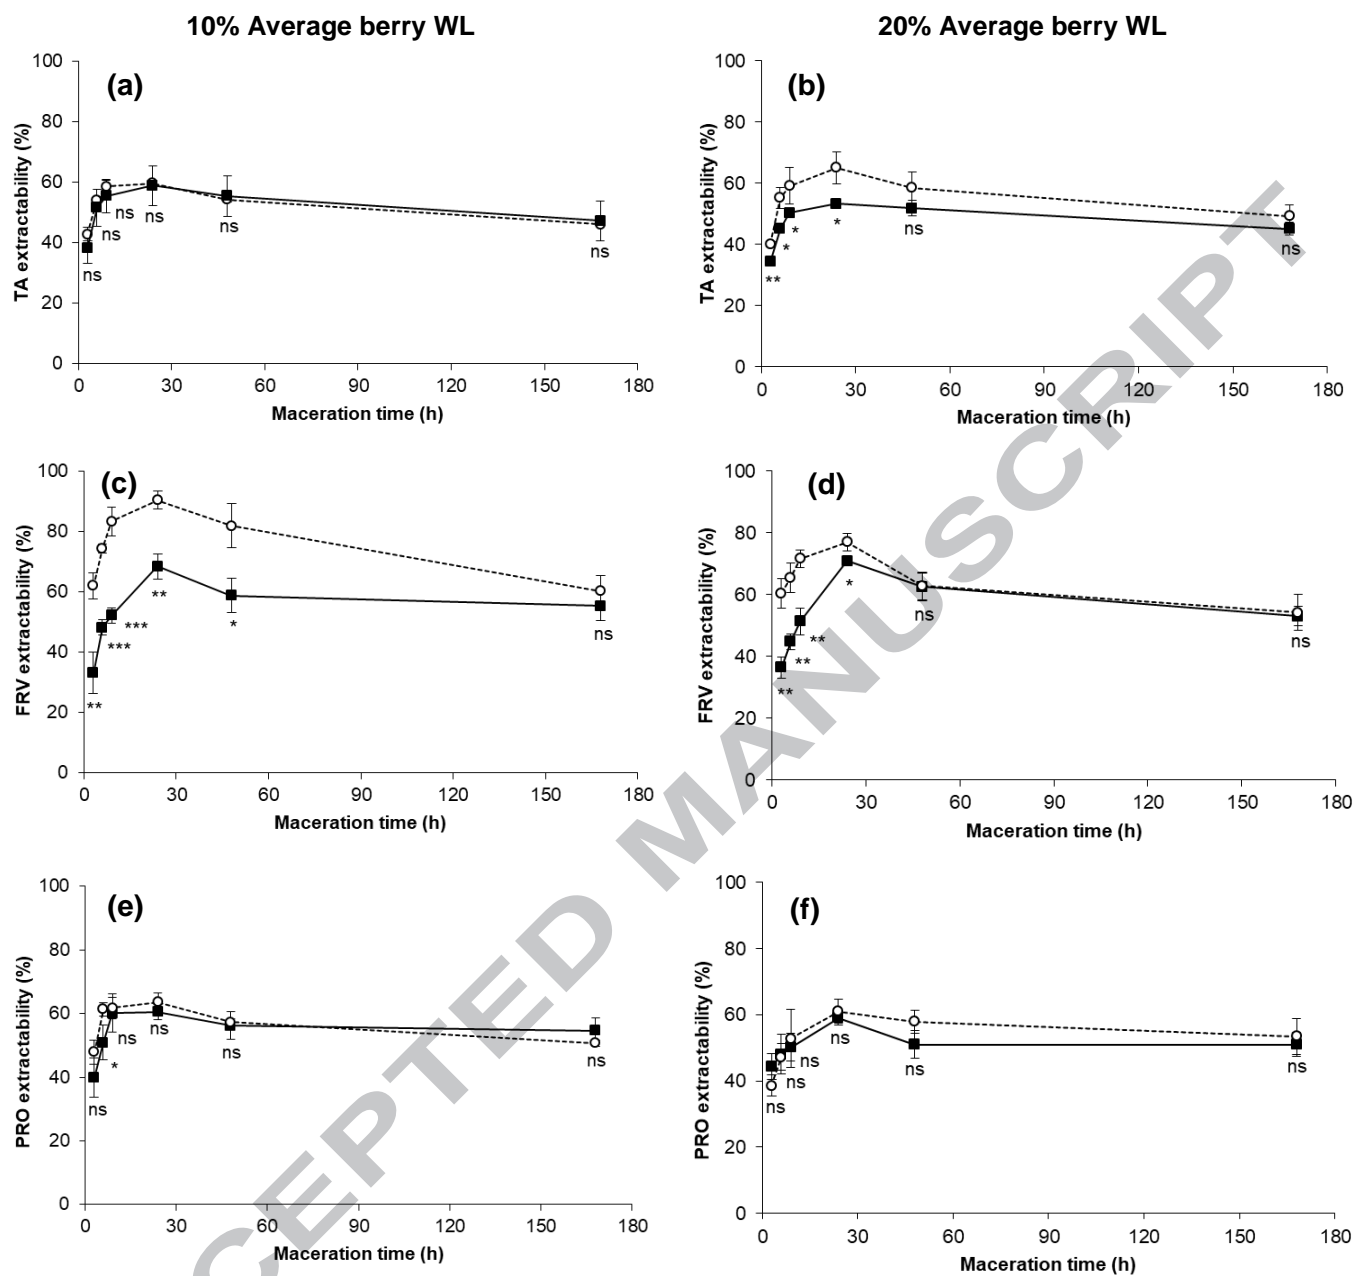 10% Average berry WL
20% Average berry WL
(a)
TA extractability (%)
100
80
60
40
20
0
ns
ns
ns
ns
ns
ns
0 30 60 90 120 150 180
Maceration time (h)
(b)
TA extractability (%)
100
80
60
40
20
0
**
*
*
*
ns
ns
0 30 60 90 120 150 180
Maceration time (h)
(c)
FRV extractability (%)
100
80
60
40
20
0
**
***
***
**
*
ns
0 30 60 90 120 150 180
Maceration time (h)
(d)
FRV extractability (%)
100
80
60
40
20
0
**
**
**
*
ns
ns
0 30 60 90 120 150 180
Maceration time (h)
(e)
PRO extractability (%)
100
80
60
40
20
0
ns
*
ns
ns
ns
ns
0 30 60 90 120 150 180
Maceration time (h)
(f)
PRO extractability (%)
100
80
60
40
20
0
ns
ns
ns
ns
ns
ns
0 30 60 90 120 150 180
Maceration time (h)
CEPTED MANUSCRIPT